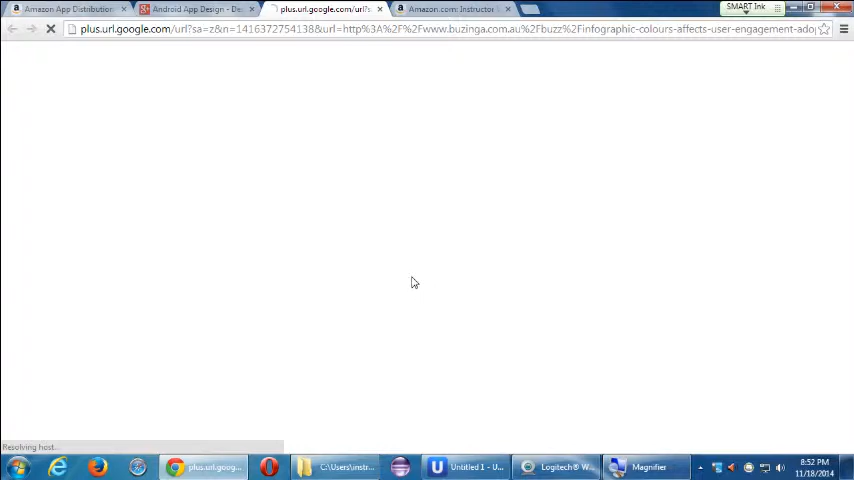 Amazon App Distribution
Android App Design - De
plus.url.google.com/url?s
Amazon.com: Instructor
SMART Ink
plus.url.google.com/url?sa=z&n=1416372754138&url=http%3A%2F%2Fwww.buzinga.com.au%2Fbuzz%2Finfographic-colours-affects-user-engagement-adop
Resolving host...
plus.url.goog...
C:\Users\instr...
Untitled 1 - U...
Logitech® W...
Magnifier
8:52 PM
11/18/2014